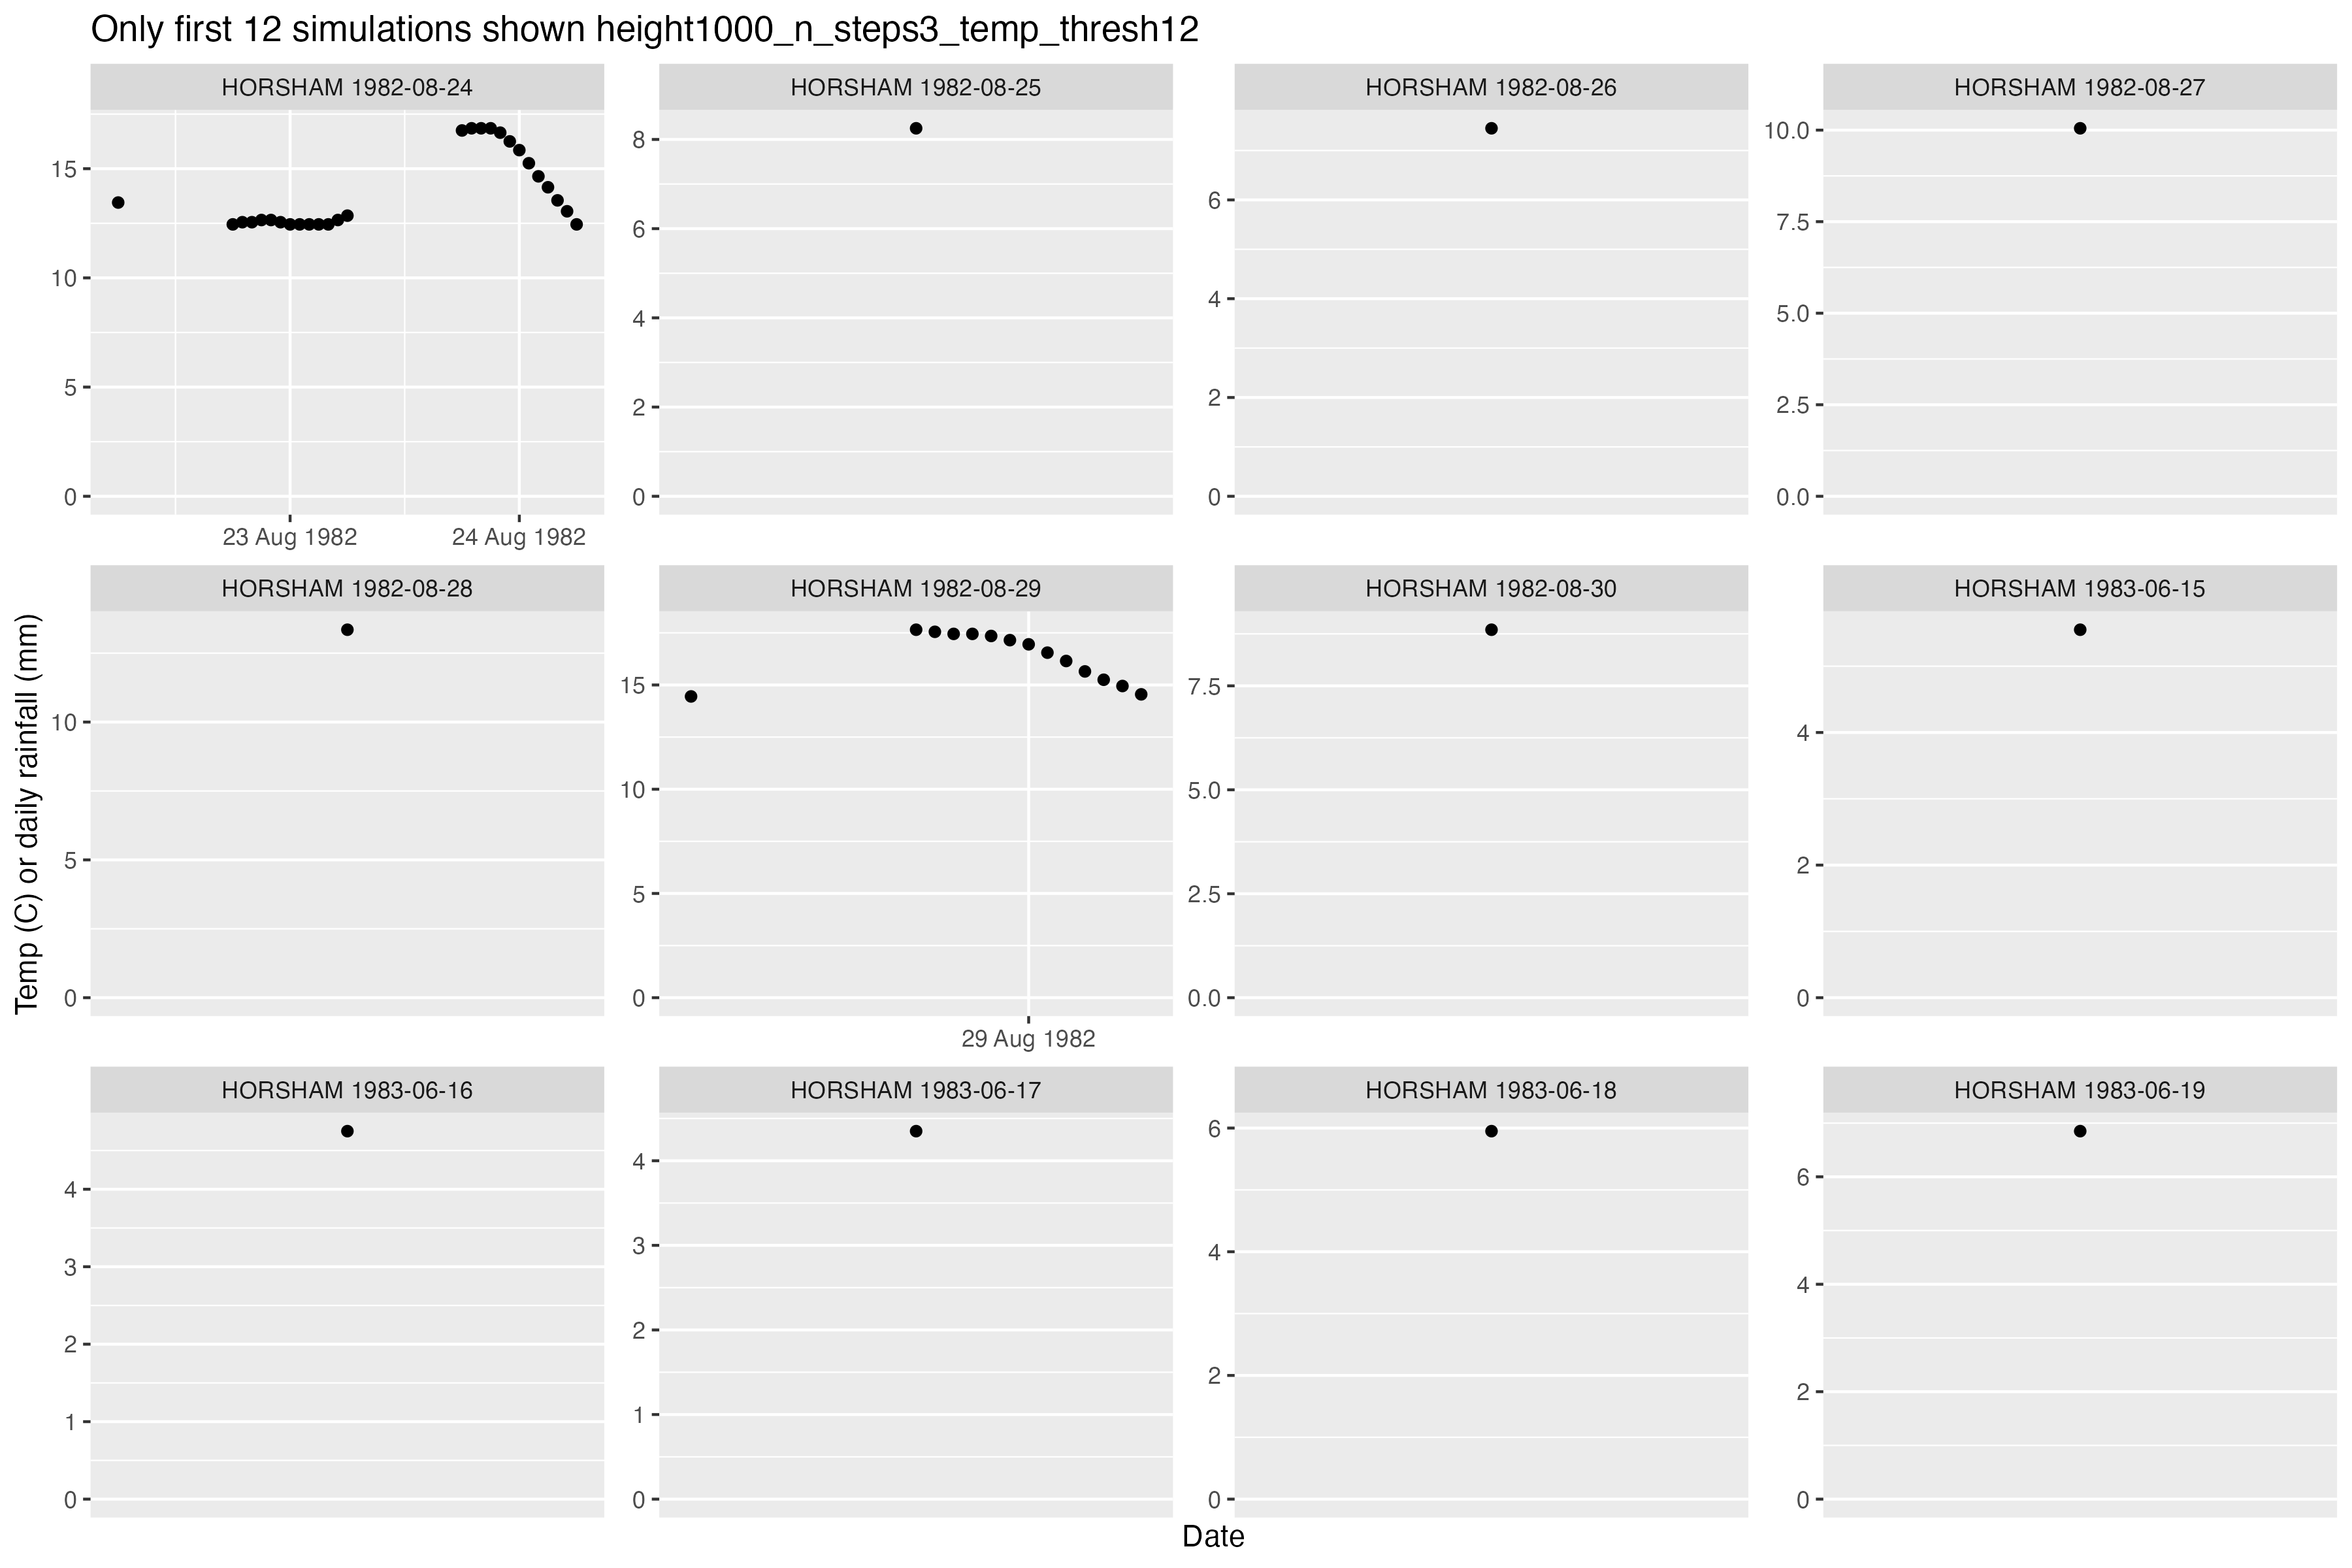 Only first 12 simulations shown height1000_n_steps3_temp_thresh12
HORSHAM 1982-08-24
HORSHAM 1982-08-25
HORSHAM 1982-08-26
HORSHAM 1982-08-27
15
10
5
0
23 Aug 1982
24 Aug 1982
8
6
4
2
0
6
4
2
0
10.0
7.5
5.0
2.5
0.0
HORSHAM 1982-08-28
HORSHAM 1982-08-29
HORSHAM 1982-08-30
HORSHAM 1983-06-15
10
5
0
15
10
5
0
29 Aug 1982
7.5
5.0
2.5
0.0
4
2
0
HORSHAM 1983-06-16
HORSHAM 1983-06-17
HORSHAM 1983-06-18
HORSHAM 1983-06-19
4
3
2
1
0
4
3
2
1
0
6
4
2
0
6
4
2
0
Temp (C) or daily rainfall (mm)
Date